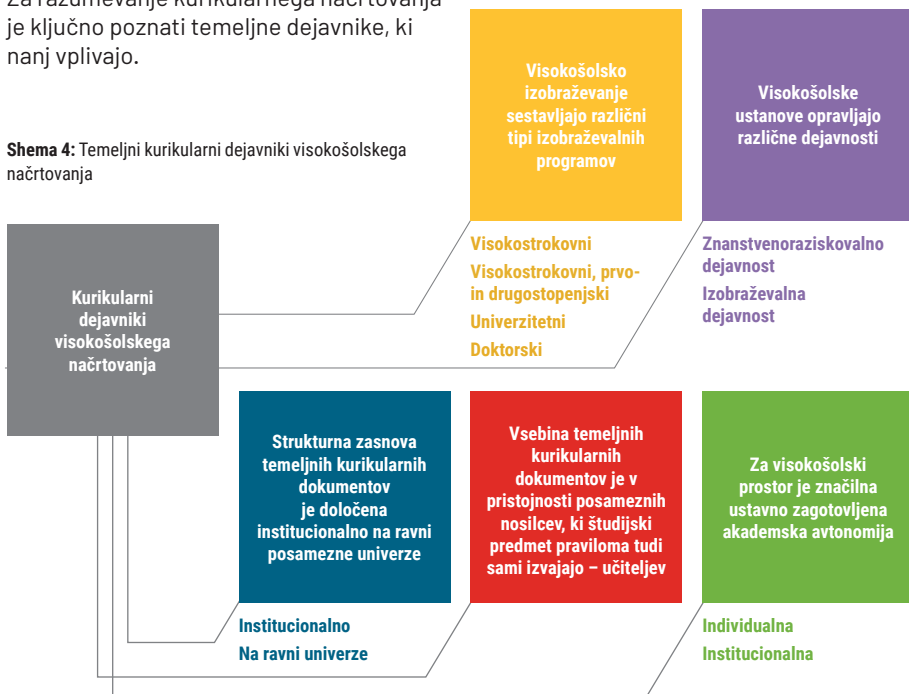 Za razumevanje kurikularnega načrtovanja
je ključno poznati temeljne dejavnike, ki
nanj vplivajo.
Shema 4: Temeljni kurikularni dejavniki visokošolskega
načrtovanja
Visokošolsko
izobraževanje
sestavljajo različni
tipi izobraževalnih
programov
Visokostrokovni
Visokostrokovni, prvo-
in drugostopenjski
Univerzitetni
Doktorski
Visokošolske
ustanove opravljajo
različne dejavnosti
Znanstvenoraziskovalno
dejavnost
Izobraževalna
dejavnost
Kurikularni
dejavniki
visokošolskega
načrtovanja
Strukturna zasnova
temeljnih kurikularnih
dokumentov
je določena
institucionalno na ravni
posamezne univerze
Institucionalno
Na ravni univerze
Vsebina temeljnih
kurikularnih
dokumentov je v
pristojnosti posameznih
nosilcev, ki študijski
predmet praviloma tudi
sami izvajajo – učiteljev
Za visokošolski
prostor je značilna
ustavno zagotovljena
akademska avtonomija
Individualna
Institucionalna